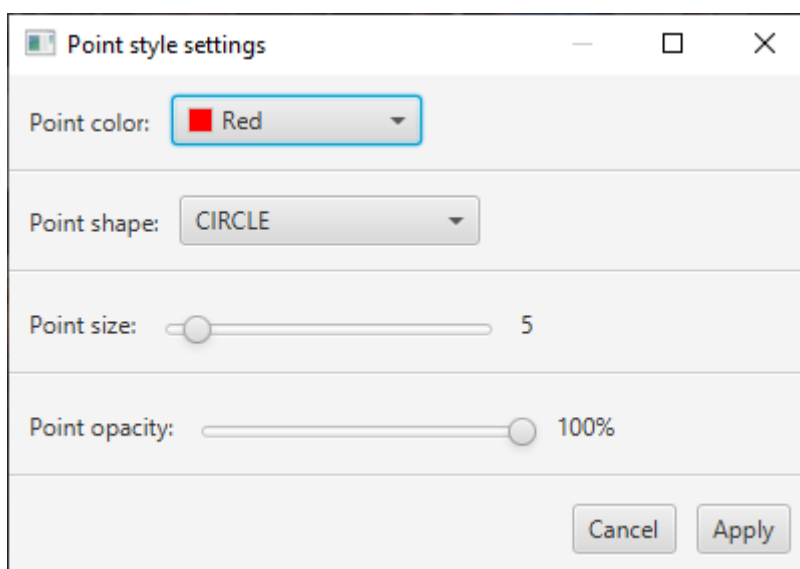 Point style settings
Point color: Red
Point shape: CIRCLE
Point size: 5
Point opacity: 100%
Cancel Apply